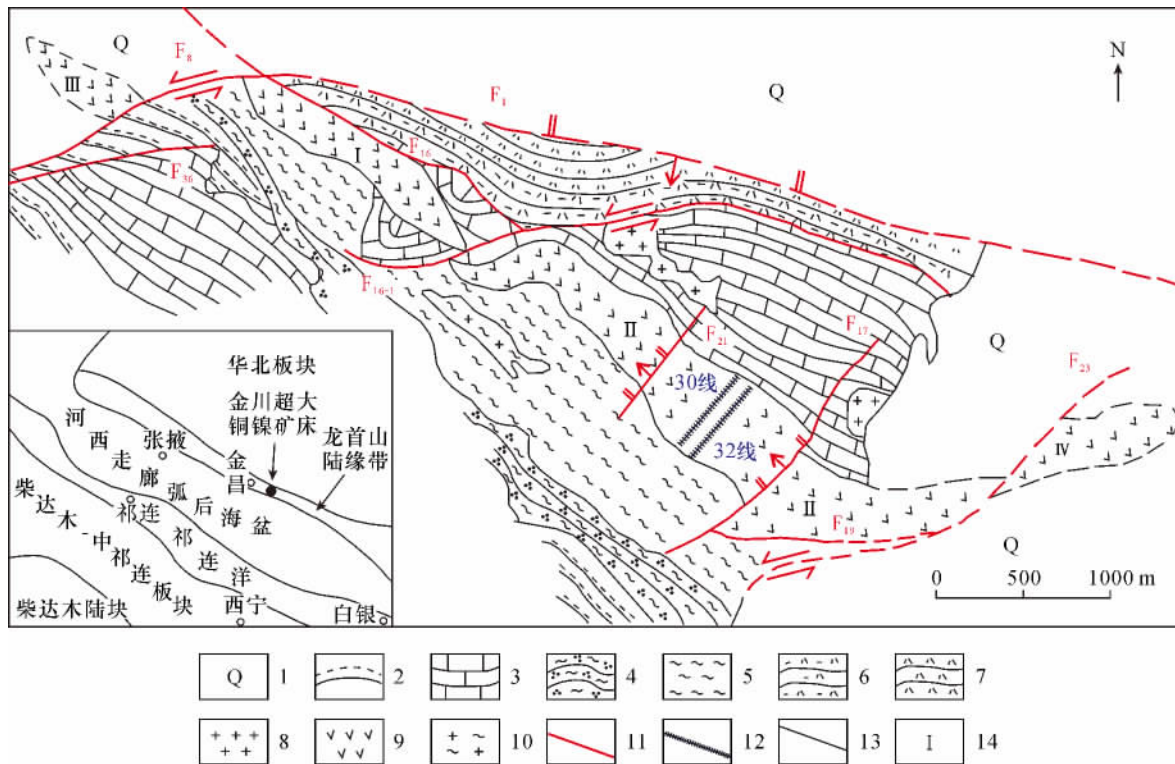 Q
F8
N
III
F1
Q
I
F16
F36
F16-1
II
F21
F17
Q
F23
30线
32线
IV
II
F19
Q
0 500 1000 m
华北板块
金川超大
铜镍矿床
龙首山
陆缘带
河西走廊弧后海盆
张掖
金昌
祁连
祁连洋
柴达木-中祁连板块
柴达木陆块
西宁
白银
Q 1
2
3
4
5
6
7
8
9
10
11
12
13
I 14